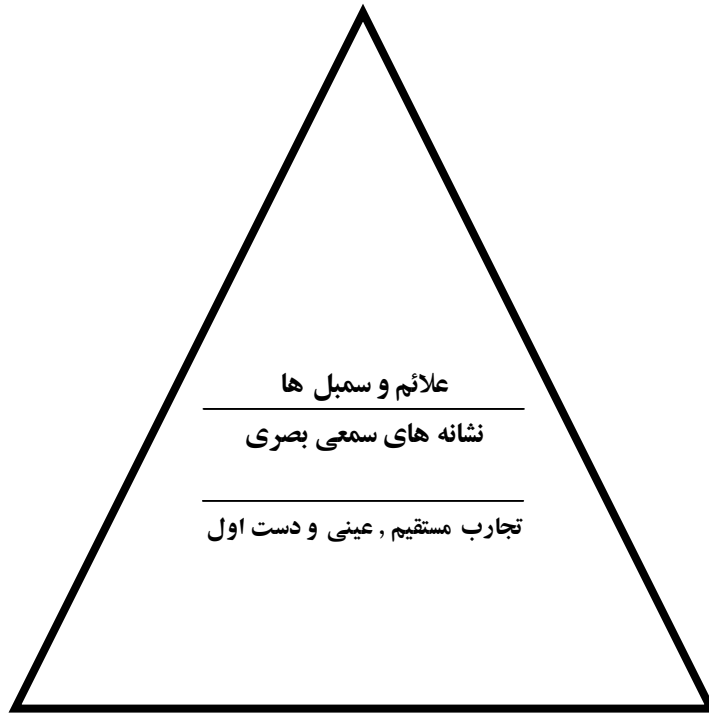 علائم و سمبل ها
نشانه های سمعی بصری
تجارب مستقیم , عینی و دست اول